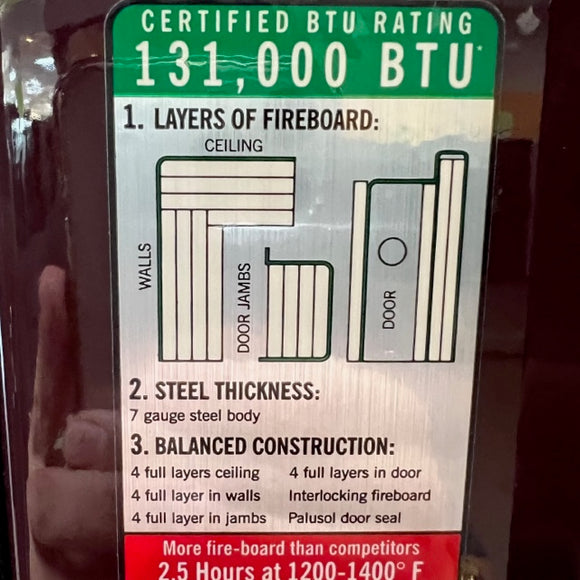 CERTIFIED BTU RATING
131,000 BTU*
1. LAYERS OF FIREBOARD:
CEILING
WALLS
DOOR JAMBS
DOOR
2. STEEL THICKNESS:
7 gauge steel body
3. BALANCED CONSTRUCTION:
4 full layers ceiling 4 full layers in door
4 full layer in walls Interlocking fireboard
4 full layer in jambs Palusol door seal
More fire-board than competitors
2.5 Hours at 1200-1400° F